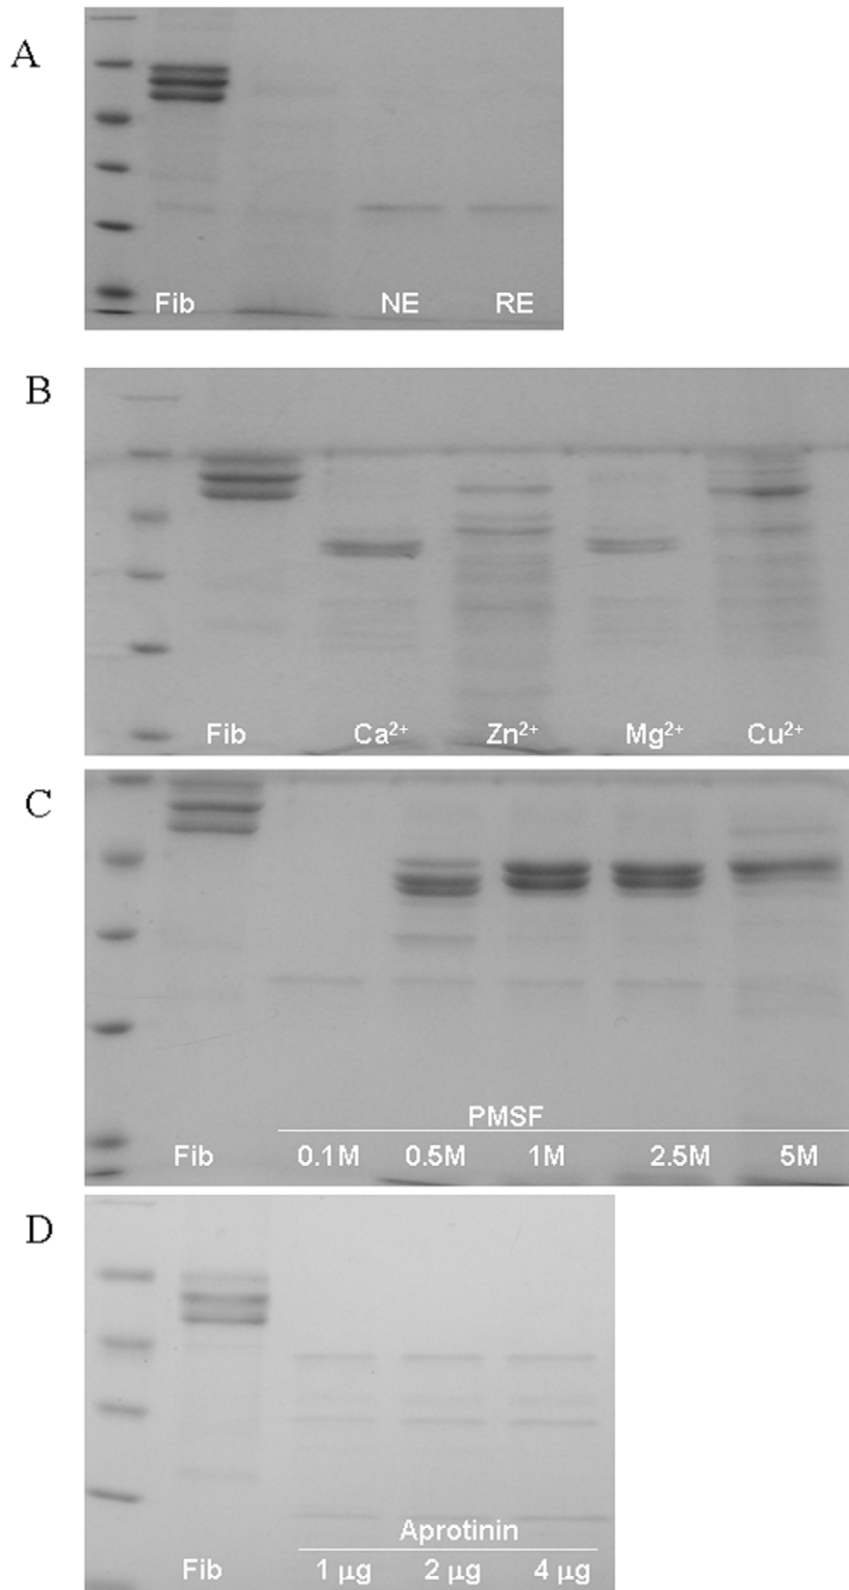 A
Fib NE RE
B
Fib Ca²⁺ Zn²⁺ Mg²⁺ Cu²⁺
C
PMSF
Fib 0.1M 0.5M 1M 2.5M 5M
D
Aprotinin
Fib 1 µg 2 µg 4 µg